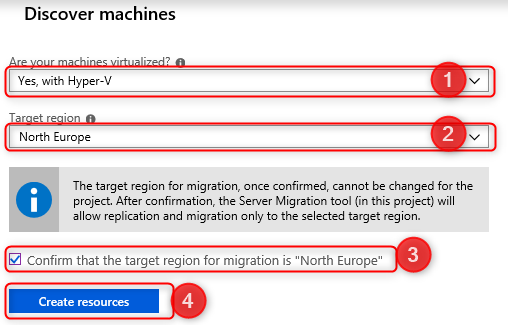 Discover machines
Are your machines virtualized?
Yes, with Hyper-V
1
Target region
North Europe
2
The target region for migration, once confirmed, cannot be changed for the
project. After confirmation, the Server Migration tool (in this project) will
allow replication and migration only to the selected target region.
Confirm that the target region for migration is "North Europe"
3
Create resources
4